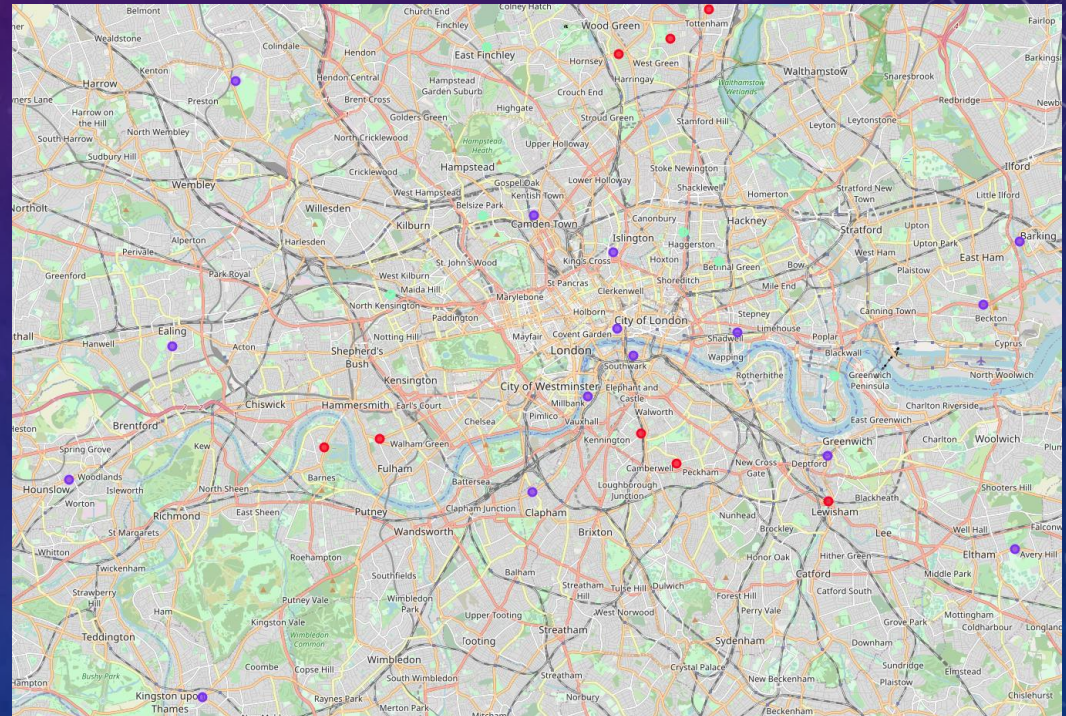 Belmont
Church End
Colney Hatch
Finchley
Wood Green
Tottenham
Fairlop
Wealdstone
Colindale
Hendon
East Finchley
Hornsey
West Green
Walthamstow
Snaresbrook
Kenton
Harrow
Hendon Central
Hampstead
Garden Suburb
Harringay
Crouch End
Walthamstow
Wetlands
Preston
Brent Cross
Highgate
Redbridge
Harrow on
the Hill
Golders Green
Stroud Green
Stamford Hill
Leyton
Leytonstone
North Wembley
North Cricklewood
Hampstead
Heath
Upper Holloway
South Harrow
Sudbury Hill
Cricklewood
Hampstead
Stoke Newington
Ilford
Wembley
West Hampstead
Gospel Oak
Lower Holloway
Shacklewell
Homerton
Stratford New
Town
Little Ilford
Kentish Town
Belsize Park
Willesden
Kilburn
Camden Town
Canonbury
Hackney
Stratford
Upton
Alperton
Harlesden
Islington
Haggerston
Barking
Perivale
St. John's Wood
King's Cross
Hoxton
Bethnal Green
Bow
West Ham
Upton Park
East Ham
Greenford
Park Royal
West Kilburn
Maida Hill
St Pancras
Clerkenwell
Shoreditch
Mile End
Plaistow
North Kensington
Marylebone
Paddington
Holborn
City of London
Stepney
Canning Town
Beckton
Ealing
Hanwell
Acton
Notting Hill
Mayfair
Covent Garden
Shadwell
Limehouse
Poplar
Cyprus
Shepherd's
Bush
London
Southwark
Wapping
Blackwall
Kensington
City of Westminster
Elephant and
Castle
Rotherhithe
Greenwich
Peninsula
North Woolwich
Chiswick
Hammersmith
Earl's Court
Millbank
Walworth
Charlton Riverside
Brentford
Chelsea
Pimlico
Vauxhall
East Greenwich
Spring Grove
Kew
Walham Green
Kennington
Greenwich
Charlton
Woolwich
Woodlands
Hounslow
Isleworth
North Sheen
Barnes
Fulham
Battersea
Camberwell
Peckham
New Cross
Gate
Deptford
Loughborough
Junction
Shooters Hill
Worton
Richmond
East Sheen
Putney
Clapham Junction
Clapham
Nunhead
Lewisham
Blackheath
St Margarets
Wandsworth
Brixton
Brockley
Lee
Well Hall
Whitton
Roehampton
Honor Oak
Hither Green
Eltham
Avery Hill
Twickenham
Southfields
Balham
Catford
Middle Park
Strawberry
Hill
Putney Vale
Wimbledon
Park
Streatham
Hill
Tulse Hill
Dulwich
Forest Hill
Catford South
Ham
Kingston Vale
Upper Tooting
West Norwood
Perry Vale
Grove Park
Mottingham
Coldharbour
Teddington
Wimbledon
Common
Tooting
Streatham
Sydenham
Downham
Bushy Park
Coombe
Copse Hill
Wimbledon
South Wimbledon
Streatham
Crystal Palace
New Beckenham
Sundridge
Plaistow
Elmstead
Kingston upon
Thames
Raynes Park
Merton Park
Norbury
Beckenham
Chislehurst